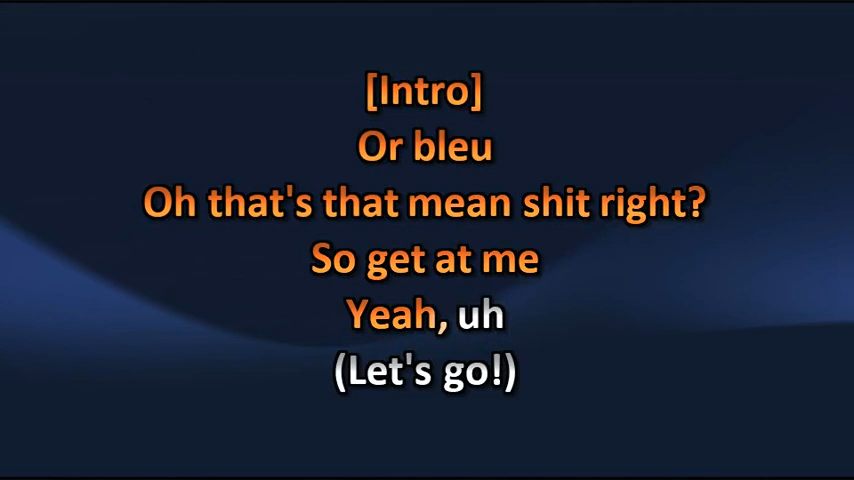 [Intro]
Or bleu
Oh that's that mean shit right?
So get at me
Yeah, uh
(Let's go!)